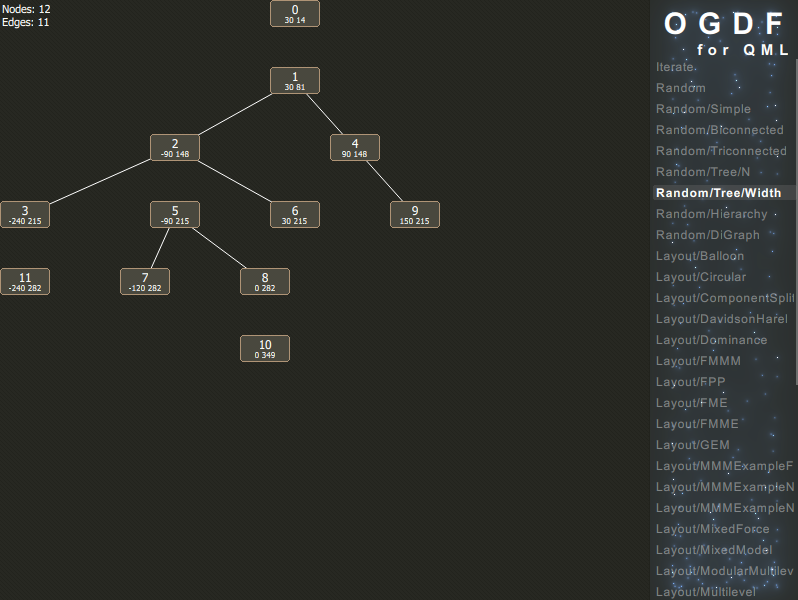 Nodes: 12
Edges: 11
0
30 14
1
30 81
2
-90 148
4
90 148
3
-240 215
5
-90 215
6
30 215
9
150 215
11
-240 282
7
-120 282
8
0 282
10
0 349
O G D F
for QML
Iterate
Random
Random/Simple
Random/Biconnected
Random/Triconnected
Random/Tree/N
Random/Tree/Width
Random/Hierarchy
Random/DiGraph
Layout/Balloon
Layout/Circular
Layout/ComponentSplit
Layout/DavidsonHarel
Layout/Dominance
Layout/FMMM
Layout/FPP
Layout/FME
Layout/FMME
Layout/GEM
Layout/MMMExampleF
Layout/MMMExampleN
Layout/MMMExampleN
Layout/MixedForce
Layout/MixedModel
Layout/ModularMultilev
Layout/Multilevel